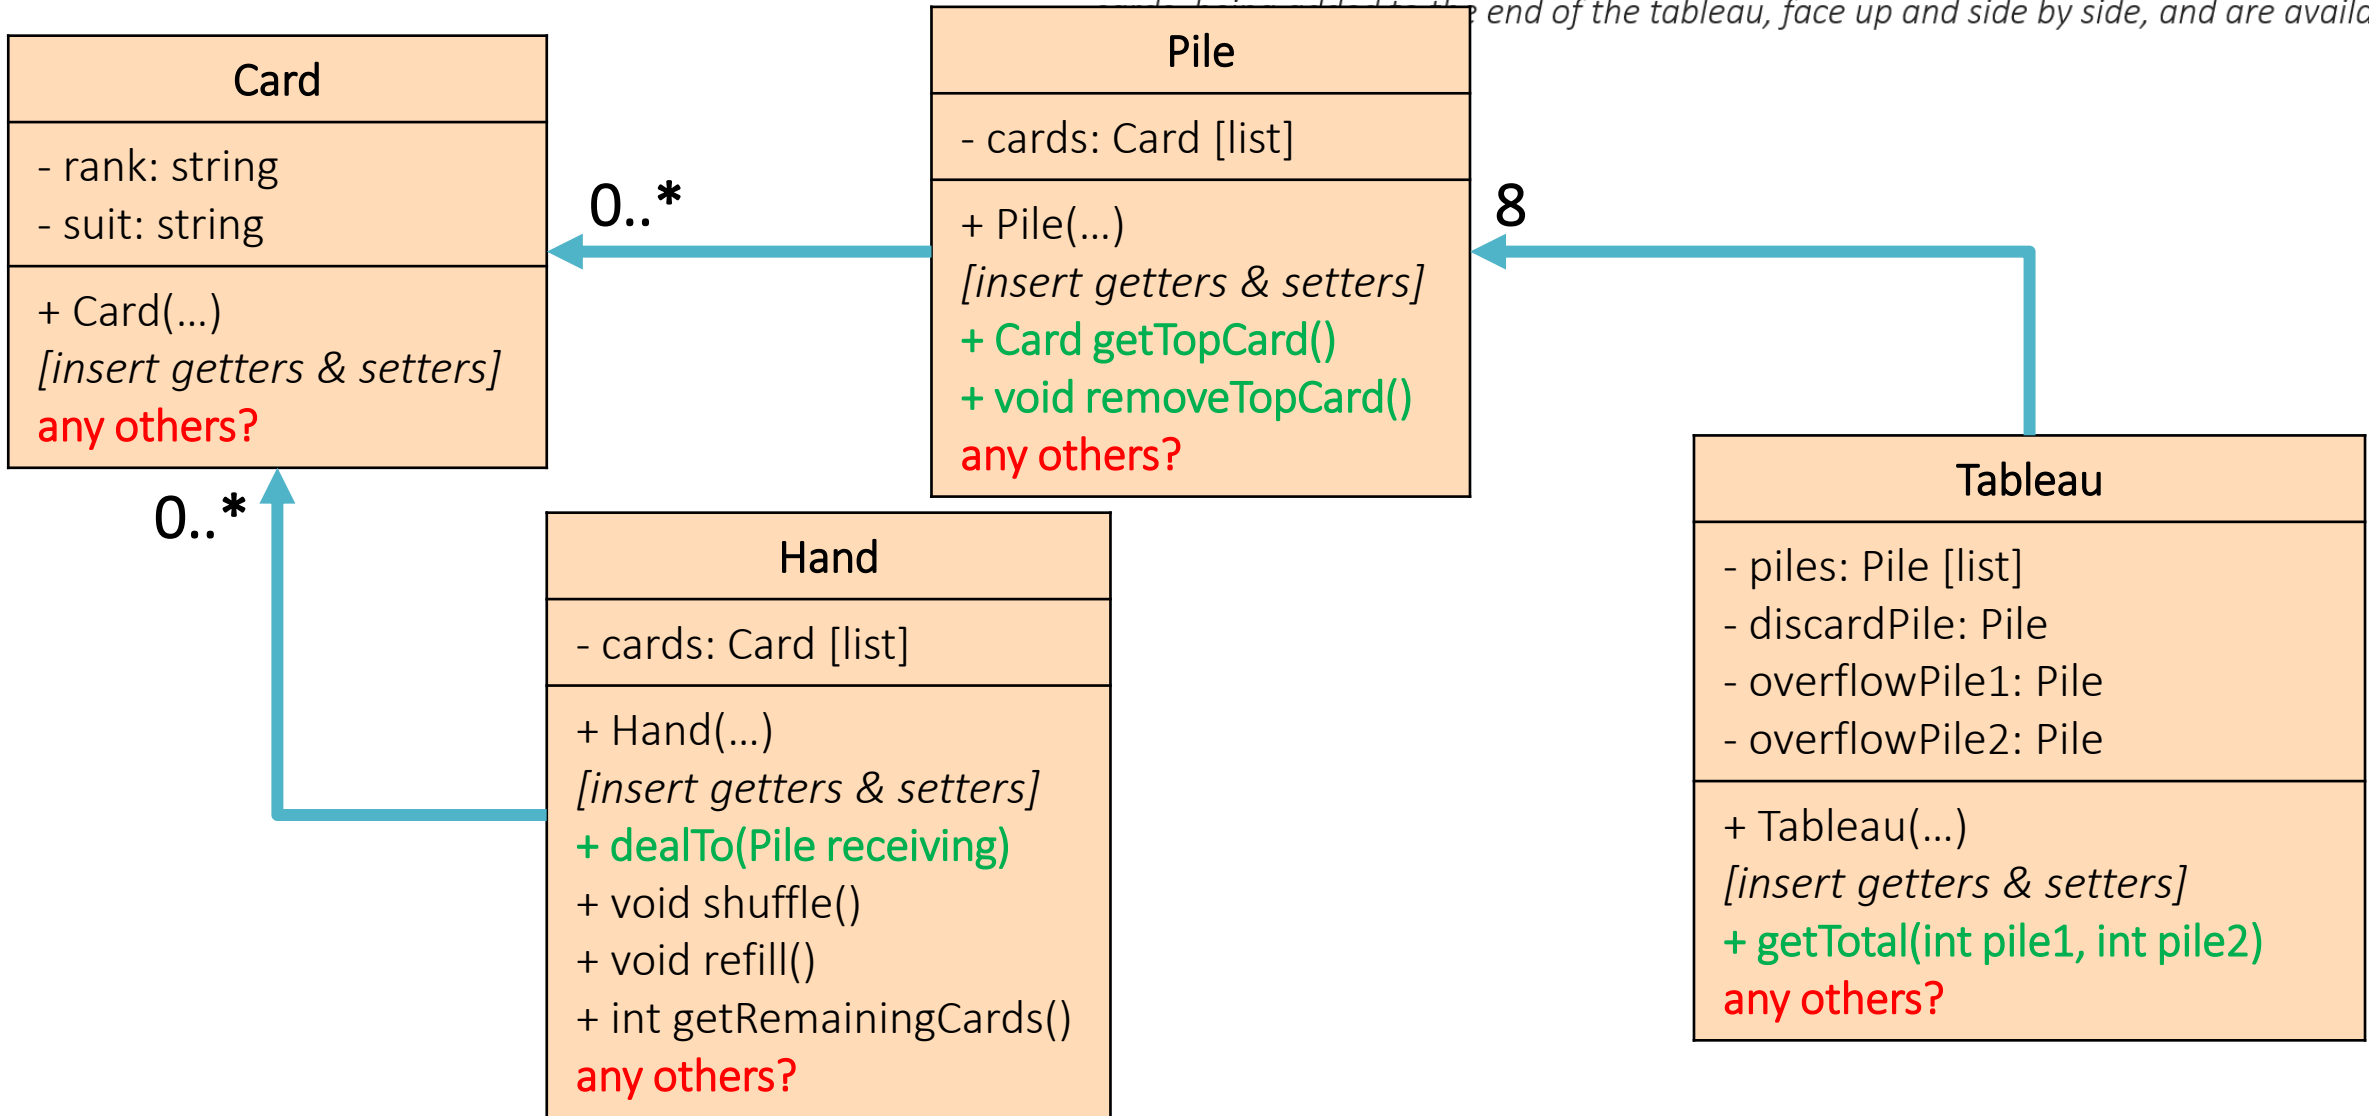 end of the tableau, face up and side by side, and are
Card
- rank: string
- suit: string
+ Card(...)
[insert getters & setters]
any others?
0..*
0..*
Pile
- cards: Card [list]
+ Pile(...)
[insert getters & setters]
+ Card getTopCard()
+ void removeTopCard()
any others?
8
Hand
- cards: Card [list]
+ Hand(...)
[insert getters & setters]
+ dealTo(Pile receiving)
+ void shuffle()
+ void refill()
+ int getRemainingCards()
any others?
Tableau
- piles: Pile [list]
- discardPile: Pile
- overflowPile1: Pile
- overflowPile2: Pile
+ Tableau(...)
[insert getters & setters]
+ getTotal(int pile1, int pile2)
any others?